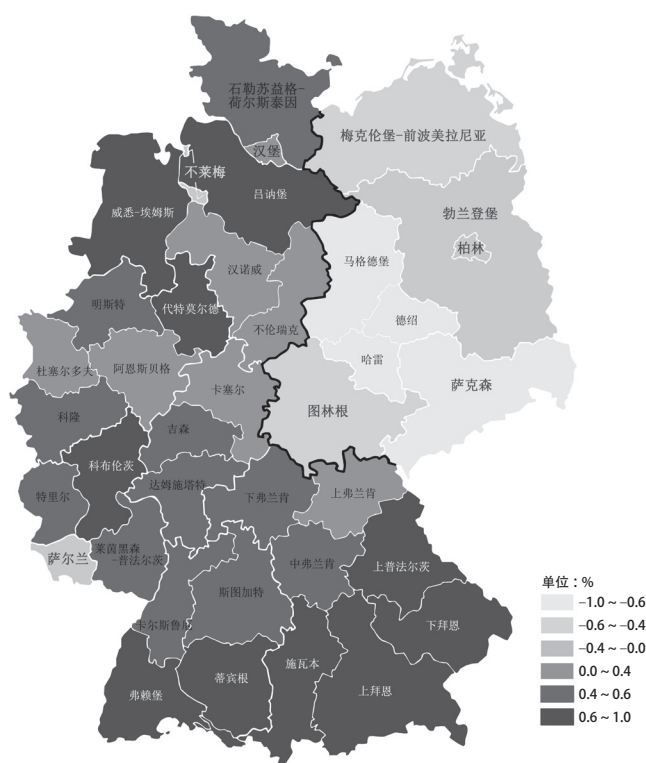 石勒苏益格-
荷尔斯泰因
汉堡
梅克伦堡-前波美拉尼亚
不莱梅
吕讷堡
威悉-埃姆斯
勃兰登堡
柏林
马格德堡
汉诺威
明斯特
代特莫尔德
德绍
不伦瑞克
哈雷
杜塞尔多夫
阿恩斯贝格
卡塞尔
萨克森
图林根
科隆
吉森
科布伦茨
达姆施塔特
下弗兰肯
上弗兰肯
特里尔
莱茵黑森
-普法尔茨
萨尔兰
中弗兰肯
上普法尔茨
斯图加特
卡尔斯鲁厄
下拜恩
施瓦本
蒂宾根
上拜恩
弗赖堡
单位：%
-1.0～-0.6
-0.6～-0.4
-0.4～-0.0
0.0～0.4
0.4～0.6
0.6～1.0